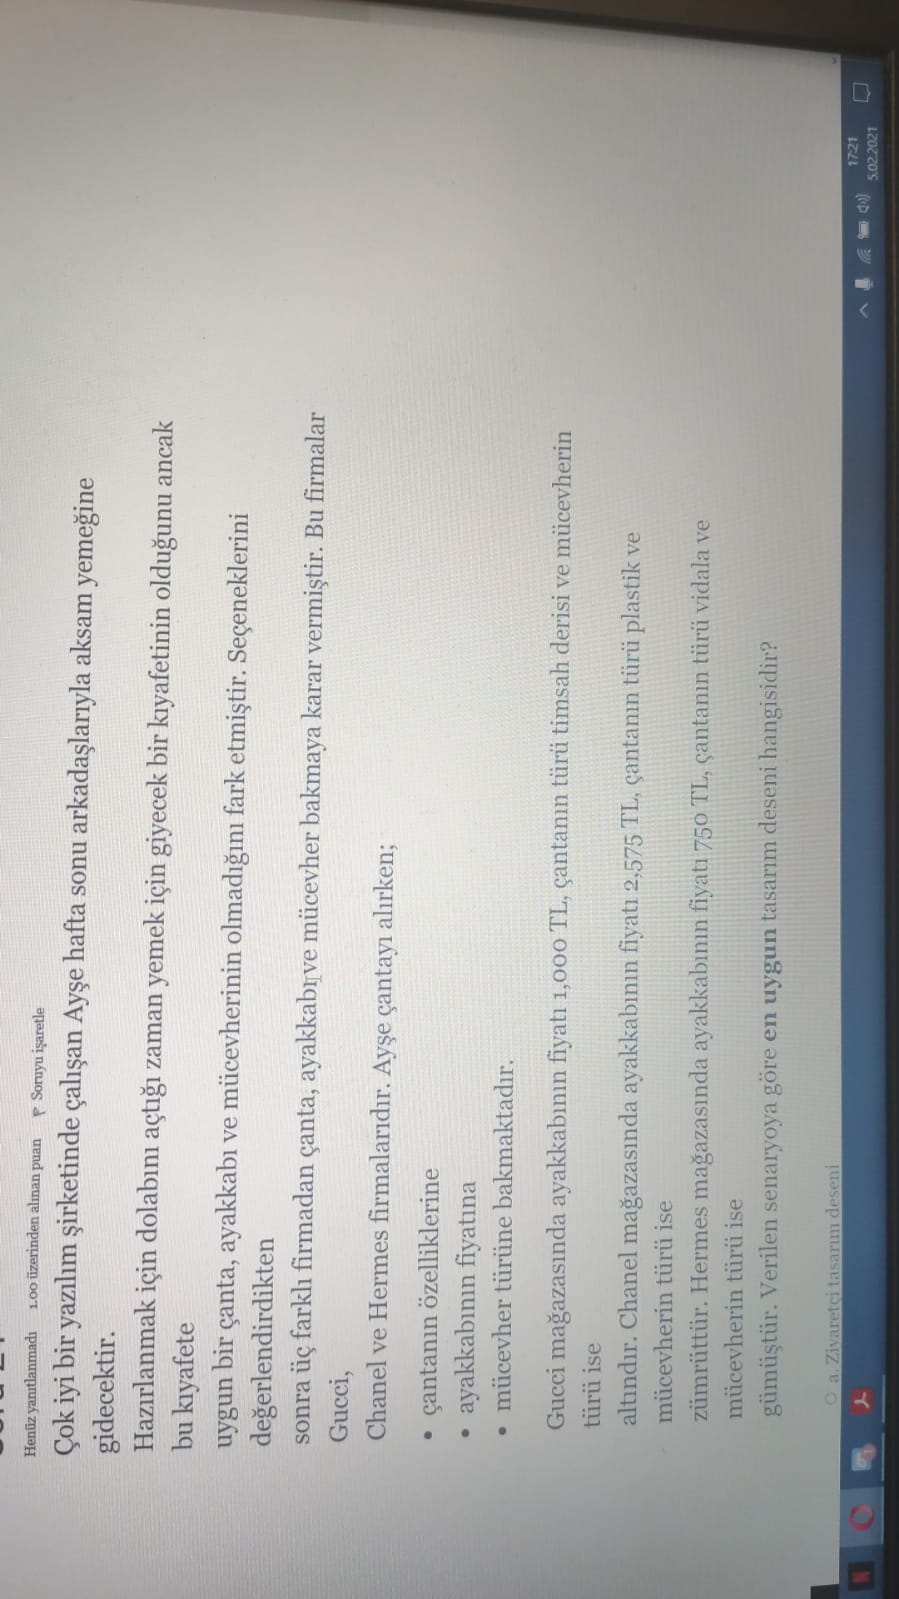 Henüz yanıtlanmadı 1.00 üzerinden alınan puan Soruyu işaretle
Çok iyi bir yazılım şirketinde çalışan Ayşe hafta sonu arkadaşlarıyla aksam yemeğine
gidecektir.
Hazırlanmak için dolabını açtığı zaman yemek için giyecek bir kıyafetinin olduğunu ancak
bu kıyafete
uygun bir çanta, ayakkabı ve mücevherinin olmadığını fark etmiştir. Seçeneklerini
değerlendirdikten
sonra üç farklı firmadan çanta, ayakkabı ve mücevher bakmaya karar vermiştir. Bu firmalar
Gucci,
Chanel ve Hermes firmalarıdır. Ayşe çantayı alırken;
• çantanın özelliklerine
• ayakkabının fiyatına
• mücevher türüne bakmaktadır.
Gucci mağazasında ayakkabının fiyatı 1,000 TL, çantanın türü timsah derisi ve mücevherin
türü ise
altındır. Chanel mağazasında ayakkabının fiyatı 2,575 TL, çantanın türü plastik ve
mücevherin türü ise
zümrüttür. Hermes mağazasında ayakkabının fiyatı 750 TL, çantanın türü vidala ve
mücevherin türü ise
gümüştür. Verilen senaryoya göre en uygun tasarım deseni hangisidir?
a. Zivaretçi tasarım deseni
17:21
5.02.2021